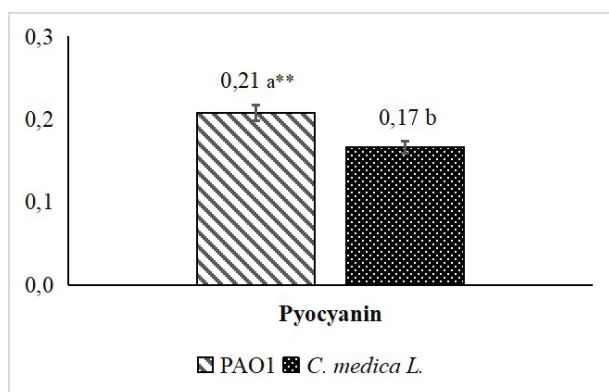 0,3
0,21 a**
0,2
0,17 b
0,1
0,0
Pyocyanin
PAO1 C. medica L.